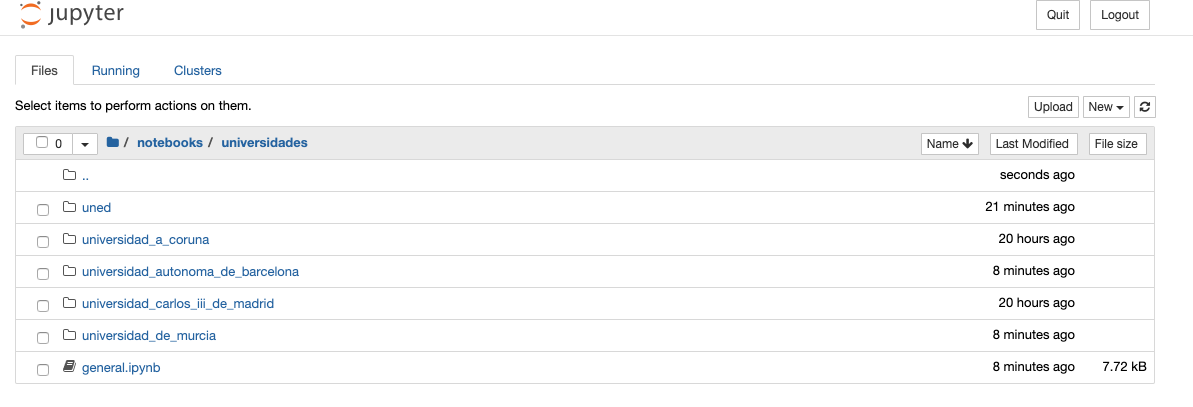 jupyter Quit Logout
Files Running Clusters
Select items to perform actions on them. Upload New
0 / notebooks / universidades Name Last Modified File size
.. seconds ago
uned 21 minutes ago
universidad_a_coruna 20 hours ago
universidad_autonoma_de_barcelona 8 minutes ago
universidad_carlos_iii_de_madrid 20 hours ago
universidad_de_murcia 8 minutes ago
general.ipynb 8 minutes ago 7.72 kB